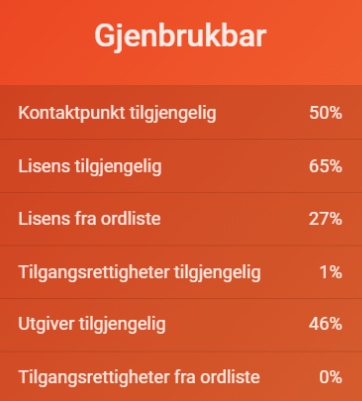 Gjenbrukbar
Kontaktpunkt tilgjengelig 50%
Lisens tilgjengelig 65%
Lisens fra ordliste 27%
Tilgangsrettigheter tilgjengelig 1%
Utgiver tilgjengelig 46%
Tilgangsrettigheter fra ordliste 0%